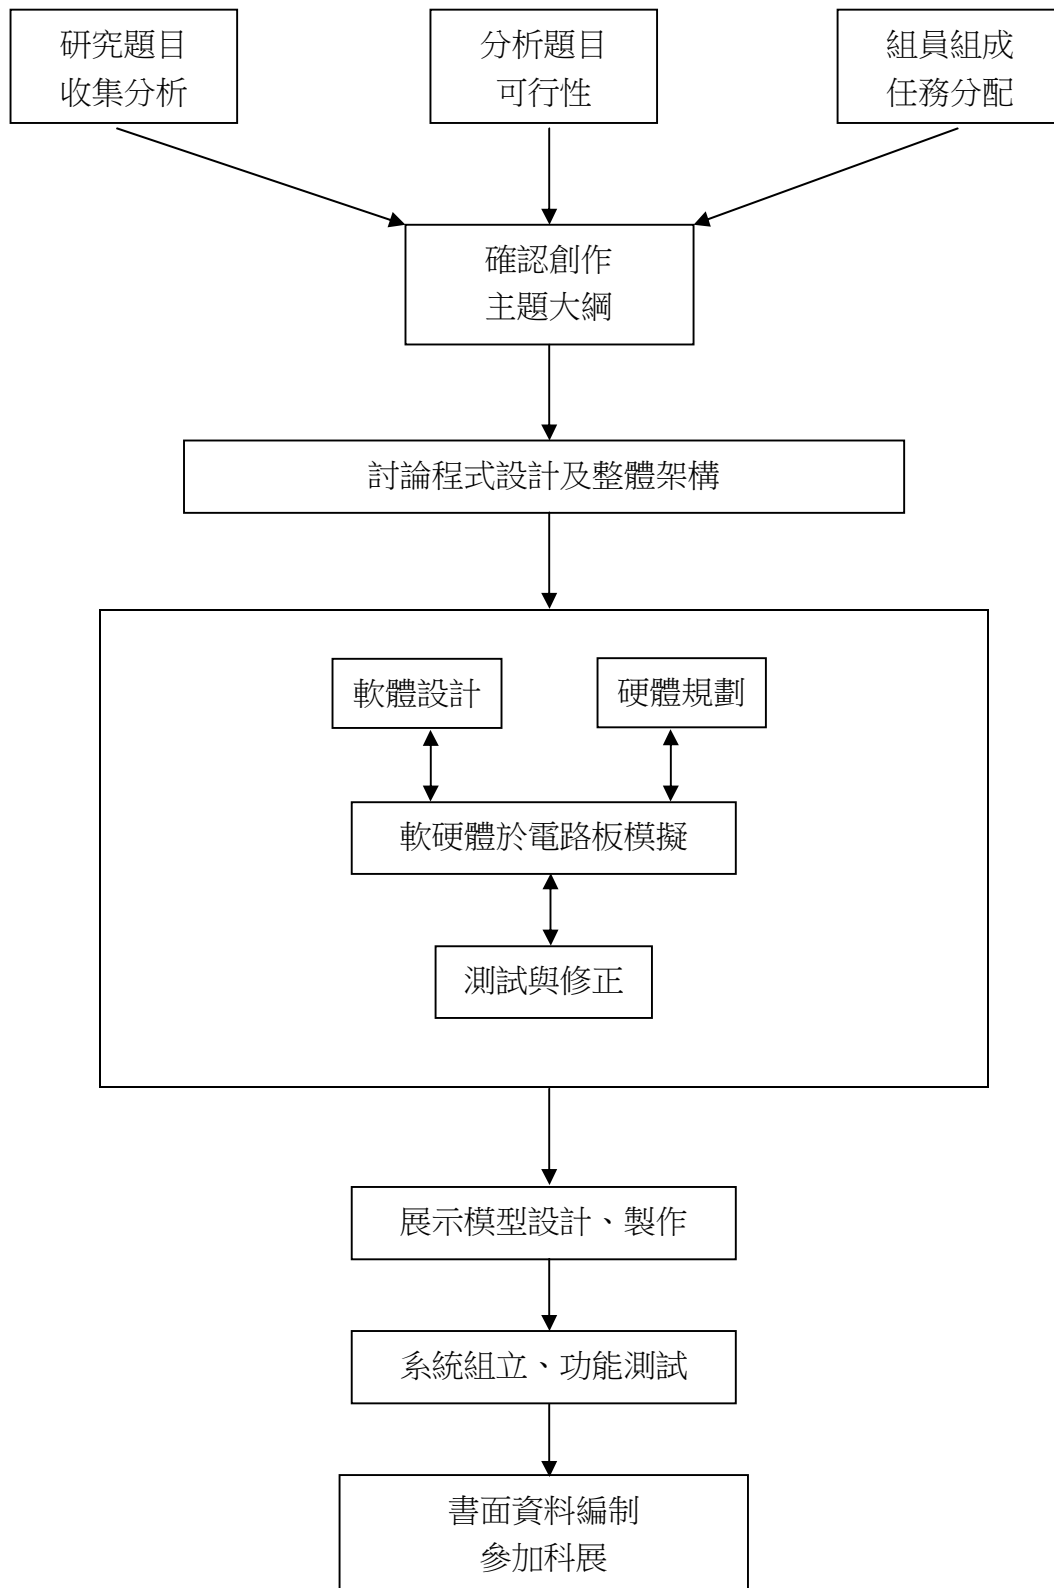 研究題目
收集分析
分析題目
可行性
組員組成
任務分配
確認創作
主題大綱
討論程式設計及整體架構
軟體設計
硬體規劃
軟硬體於電路板模擬
測試與修正
展示模型設計、製作
系統組立、功能測試
書面資料編制
參加科展